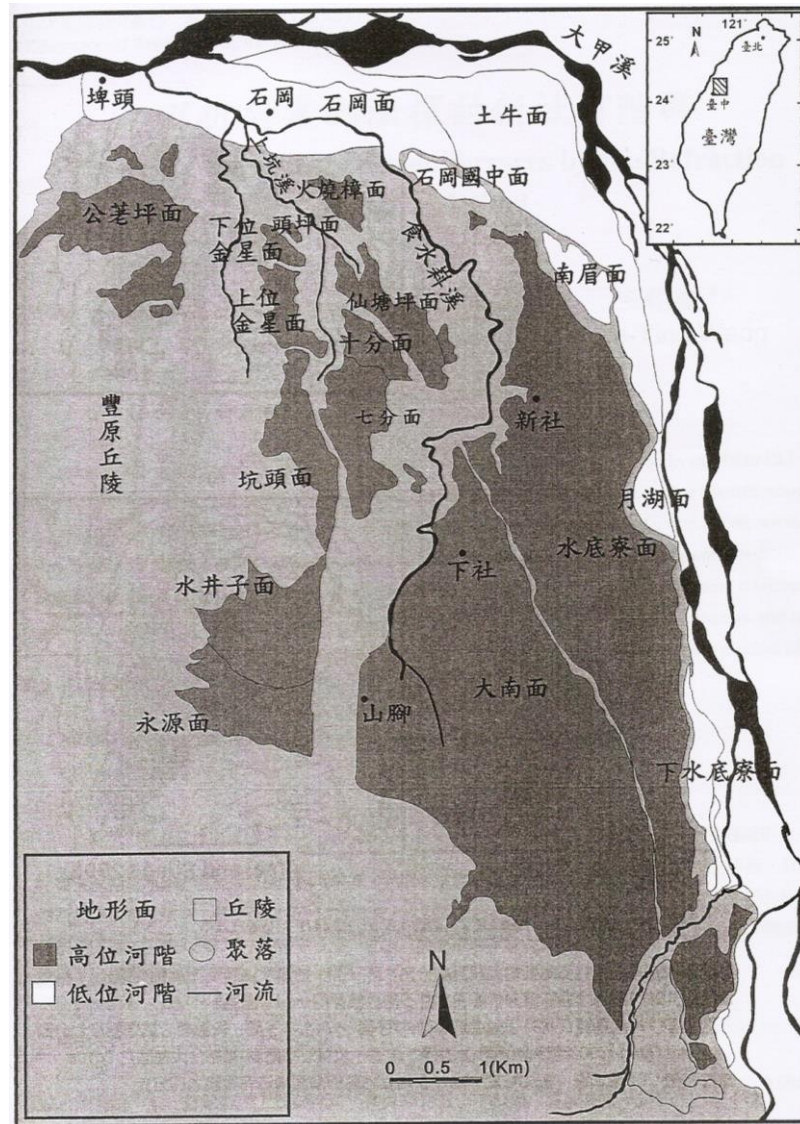 大甲溪
121°
25°
N
臺北
24°
臺中
臺灣
23°
22°
埤頭
石岡
石岡面
土牛面
十坑溪
火燒樟面
石岡國中面
公荖坪面
下位
金星面
頭坪面
食水嵙溪
南眉面
上位
金星面
仙塘坪面
十分面
七分面
新社
豐原丘陵
坑頭面
月湖面
水底寮面
水井子面
下社
大南面
永源面
山腳
下水底寮面
地形面
丘陵
高位河階
聚落
低位河階
河流
N
0 0.5 1(Km)